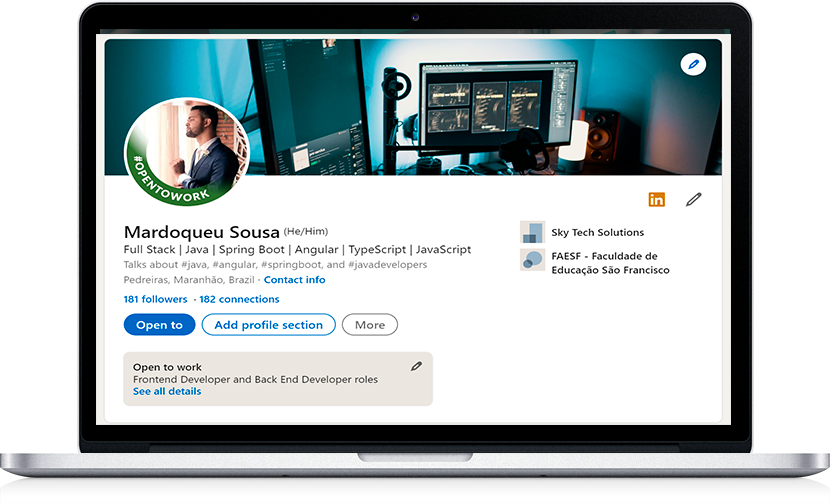 #OPENTOWORK
in
Mardoqueu Sousa (He/Him)
Full Stack | Java | Spring Boot | Angular | TypeScript | JavaScript
Talks about #java, #angular, #springboot, and #javadevelopers
Pedreiras, Maranhão, Brazil · Contact info
181 followers · 182 connections
Open to
Add profile section
More
Sky Tech Solutions
FAESF - Faculdade de
Educação São Francisco
Open to work
Frontend Developer and Back End Developer roles
See all details